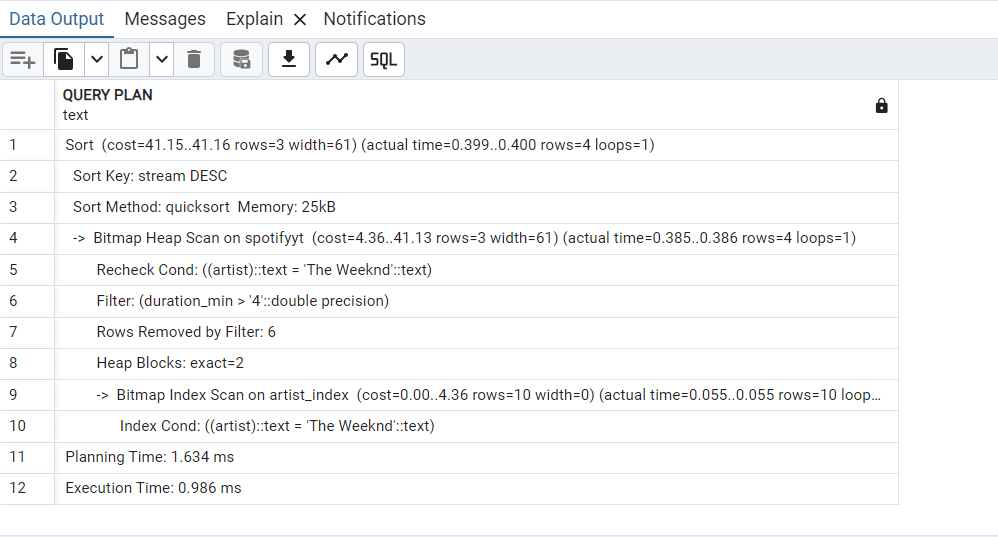 Data Output Messages Explain Notifications
SQL
QUERY PLAN
text
1 Sort (cost=41.15..41.16 rows=3 width=61) (actual time=0.399..0.400 rows=4 loops=1)
2 Sort Key: stream DESC
3 Sort Method: quicksort Memory: 25kB
4 -> Bitmap Heap Scan on spotifyyt (cost=4.36..41.13 rows=3 width=61) (actual time=0.385..0.386 rows=4 loops=1)
5 Recheck Cond: ((artist)::text = 'The Weeknd'::text)
6 Filter: (duration_min > '4'::double precision)
7 Rows Removed by Filter: 6
8 Heap Blocks: exact=2
9 -> Bitmap Index Scan on artist_index (cost=0.00..4.36 rows=10 width=0) (actual time=0.055..0.055 rows=10 loop...
10 Index Cond: ((artist)::text = 'The Weeknd'::text)
11 Planning Time: 1.634 ms
12 Execution Time: 0.986 ms